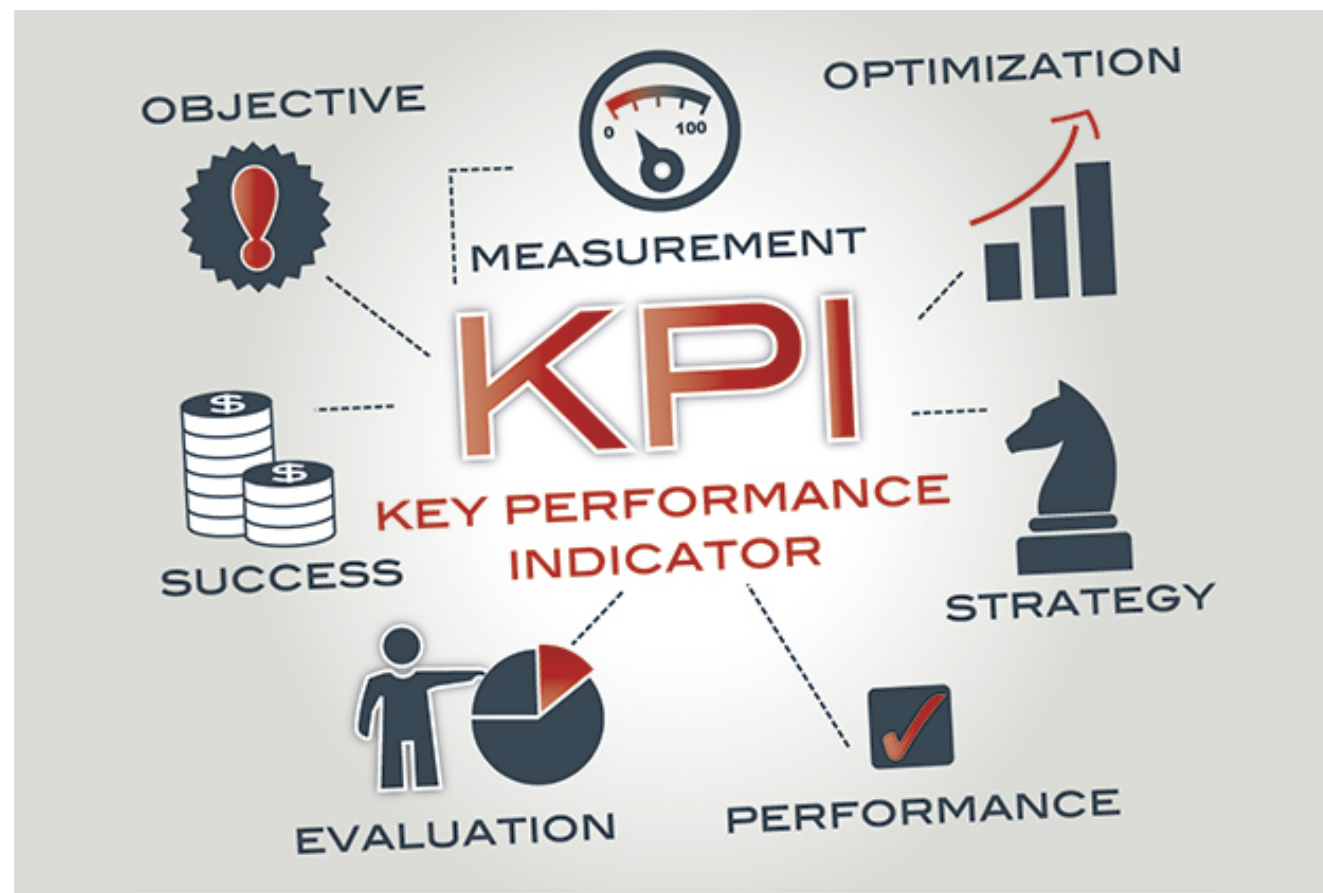 OBJECTIVE
0 100
MEASUREMENT
OPTIMIZATION
KPI
KEY PERFORMANCE
INDICATOR
$
$
SUCCESS
STRATEGY
EVALUATION
PERFORMANCE